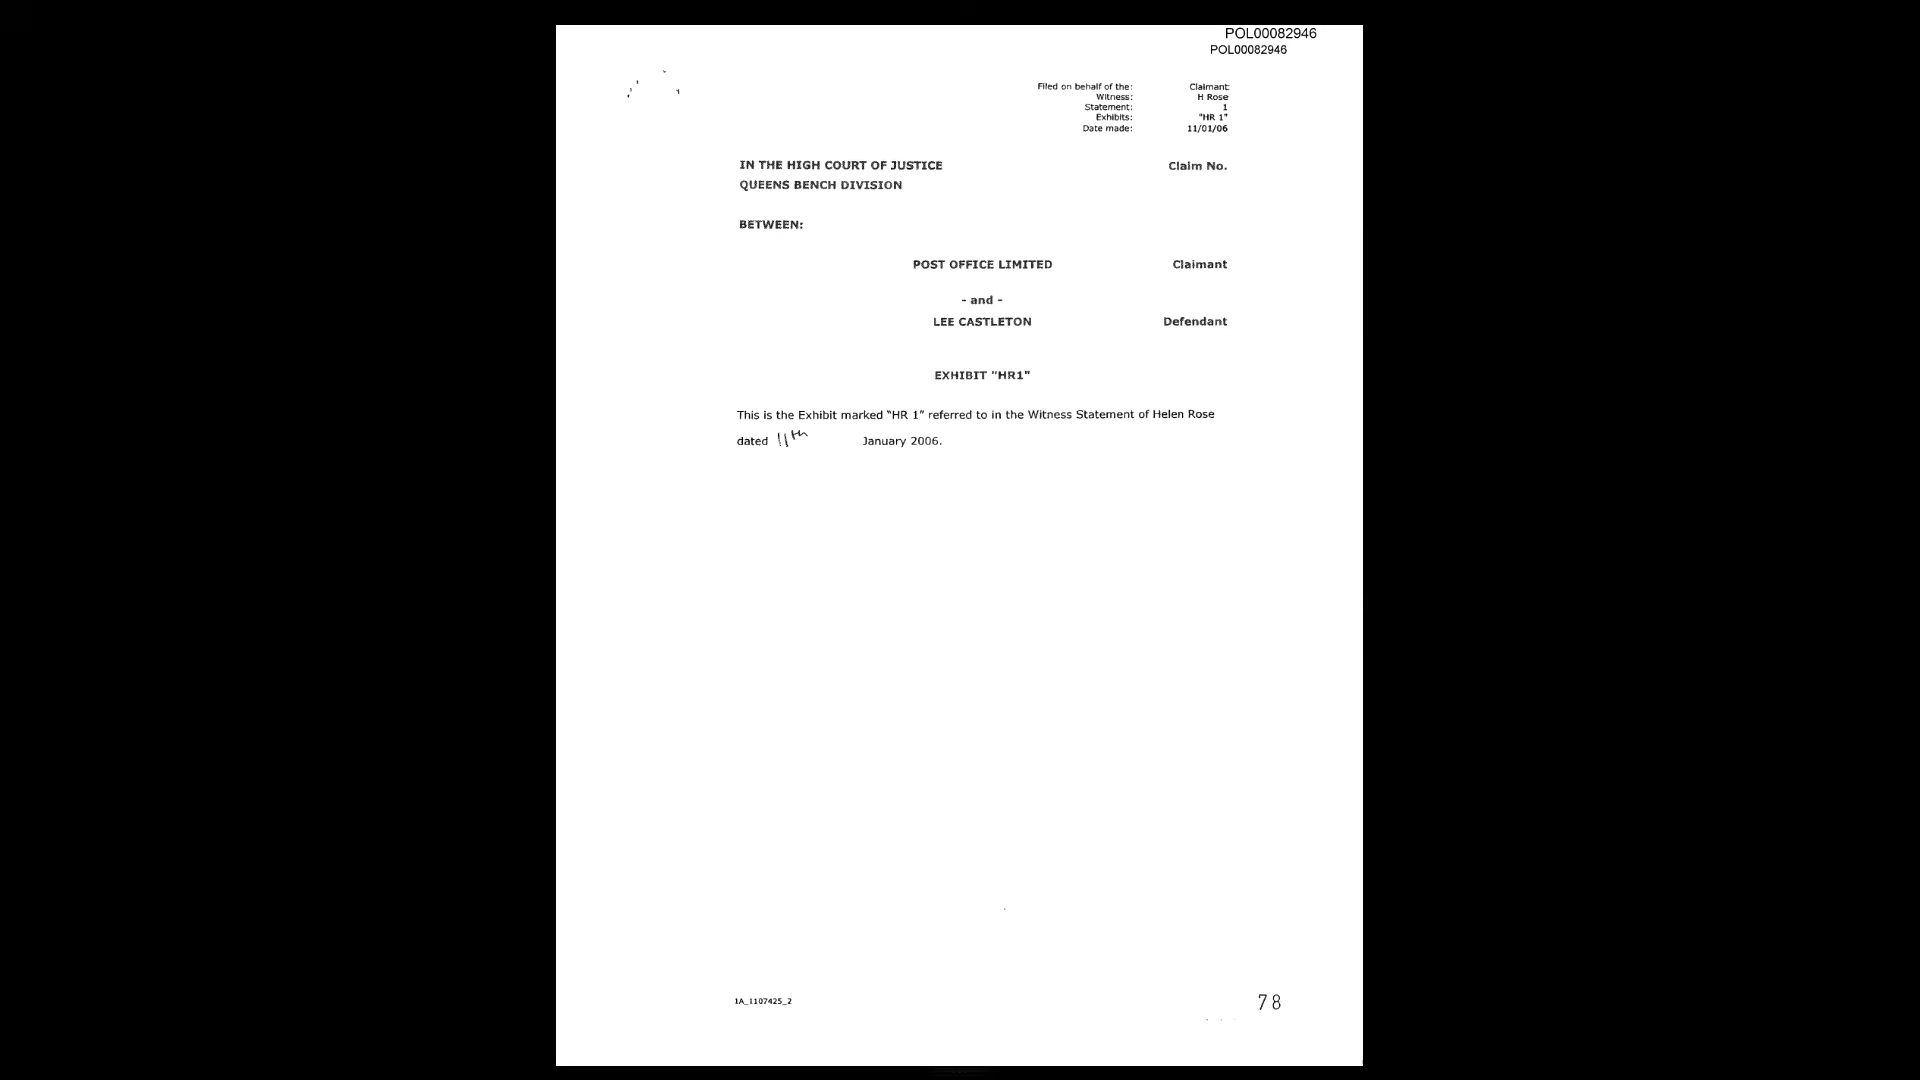 POL00082946
POL00082946
Filed on behalf of the: Claimant
Witness: H Rose
Statement: 1
Exhibits: "HR 1"
Date made: 11/01/06
IN THE HIGH COURT OF JUSTICE Claim No.
QUEENS BENCH DIVISION
BETWEEN:
POST OFFICE LIMITED Claimant
- and -
LEE CASTLETON Defendant
EXHIBIT "HR1"
This is the Exhibit marked “HR 1” referred to in the Witness Statement of Helen Rose
dated 11th January 2006.
1A_1107425_2
78